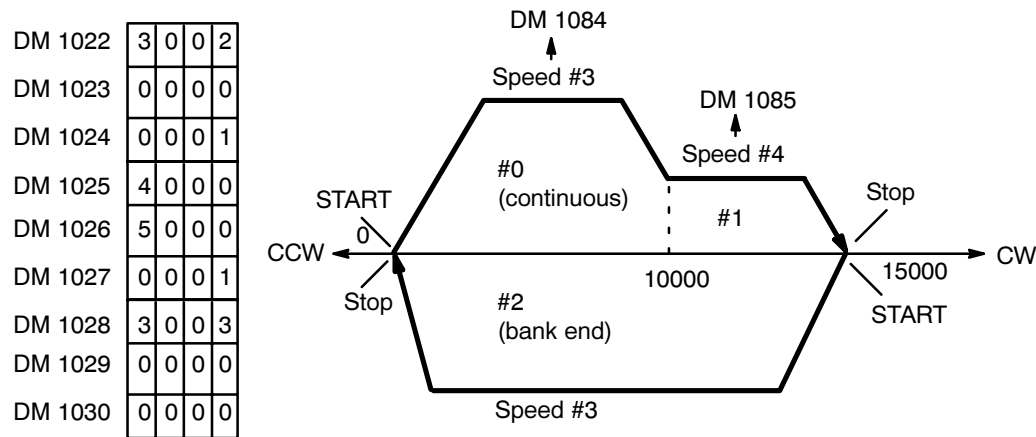 DM 1022 3 0 0 2
DM 1023 0 0 0 0
DM 1024 0 0 0 1
DM 1025 4 0 0 0
DM 1026 5 0 0 0
DM 1027 0 0 0 1
DM 1028 3 0 0 3
DM 1029 0 0 0 0
DM 1030 0 0 0 0
DM 1084
Speed #3
DM 1085
Speed #4
#0
(continuous)
#1
START
0
Stop
CCW
CW
Stop
10000
15000
START
#2
(bank end)
Speed #3